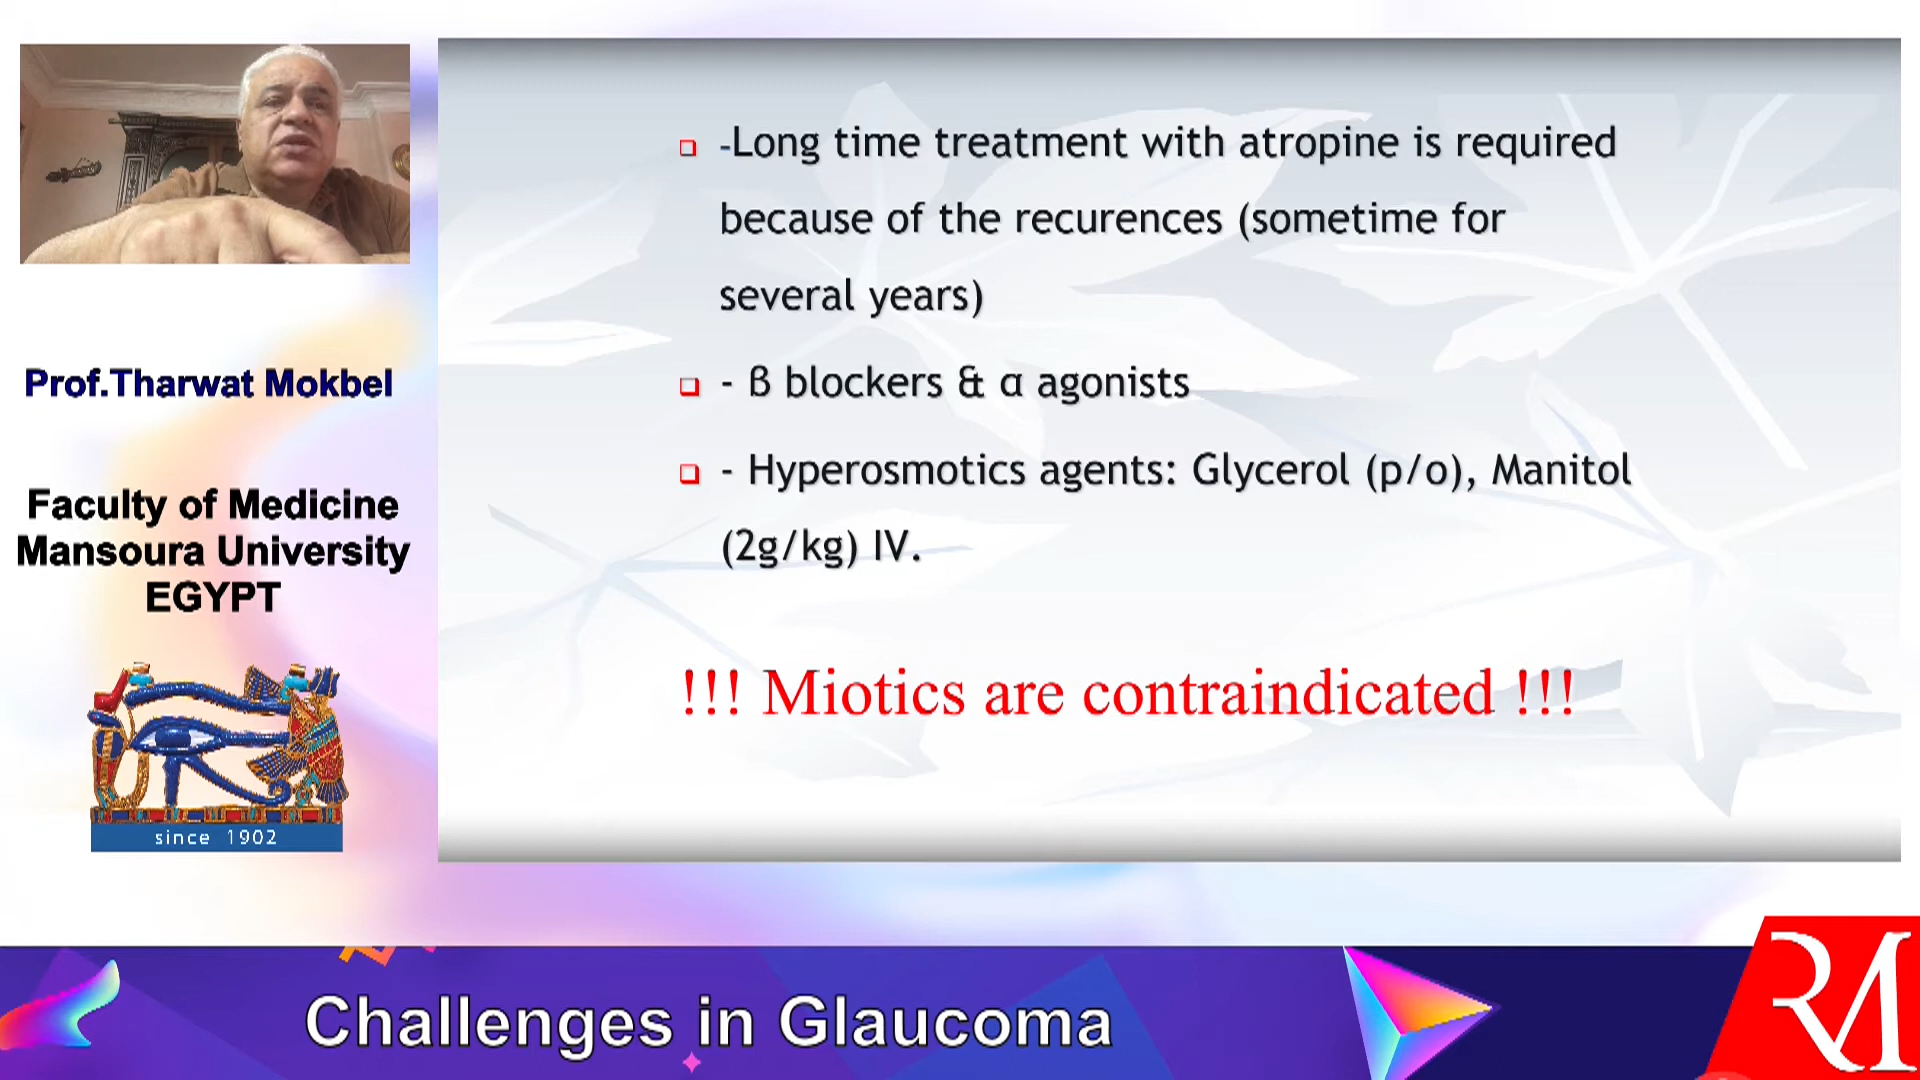 Prof.Tharwat Mokbel
Faculty of Medicine
Mansoura University
EGYPT
since 1902
-Long time treatment with atropine is required
because of the recurences (sometime for
several years)
- ß blockers & α agonists
- Hyperosmotics agents: Glycerol (p/o), Manitol
(2g/kg) IV.
!!! Miotics are contraindicated !!!
Challenges in Glaucoma
RM